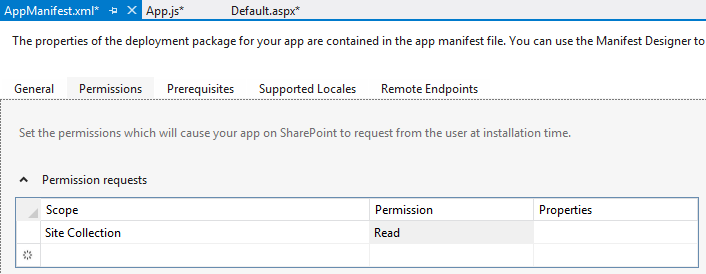 AppManifest.xml* App.js* Default.aspx*
The properties of the deployment package for your app are contained in the app manifest file. You can use the Manifest Designer to
General Permissions Prerequisites Supported Locales Remote Endpoints
Set the permissions which will cause your app on SharePoint to request from the user at installation time.
Permission requests
Scope Permission Properties
Site Collection Read